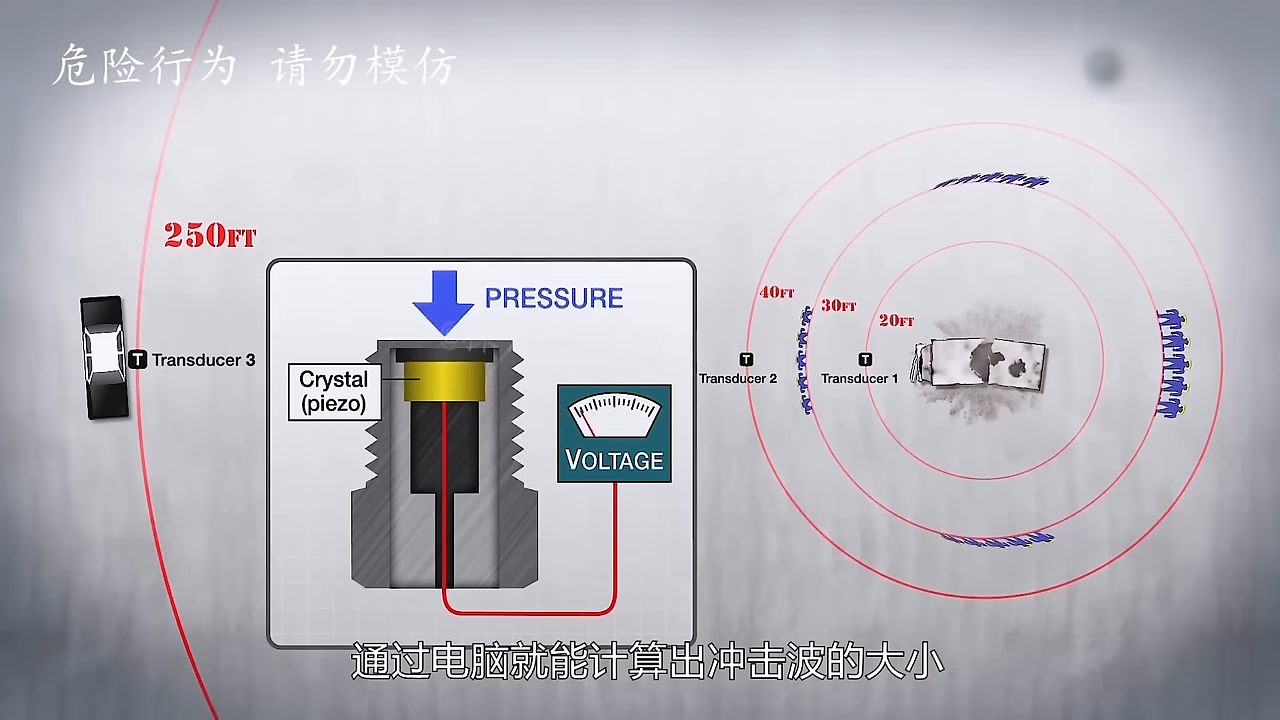 危险行为 请勿模仿
250FT
PRESSURE
Crystal
(piezo)
VOLTAGE
T Transducer 3
40FT
30FT
20FT
T
Transducer 2
T
Transducer 1
通过电脑就能计算出冲击波的大小